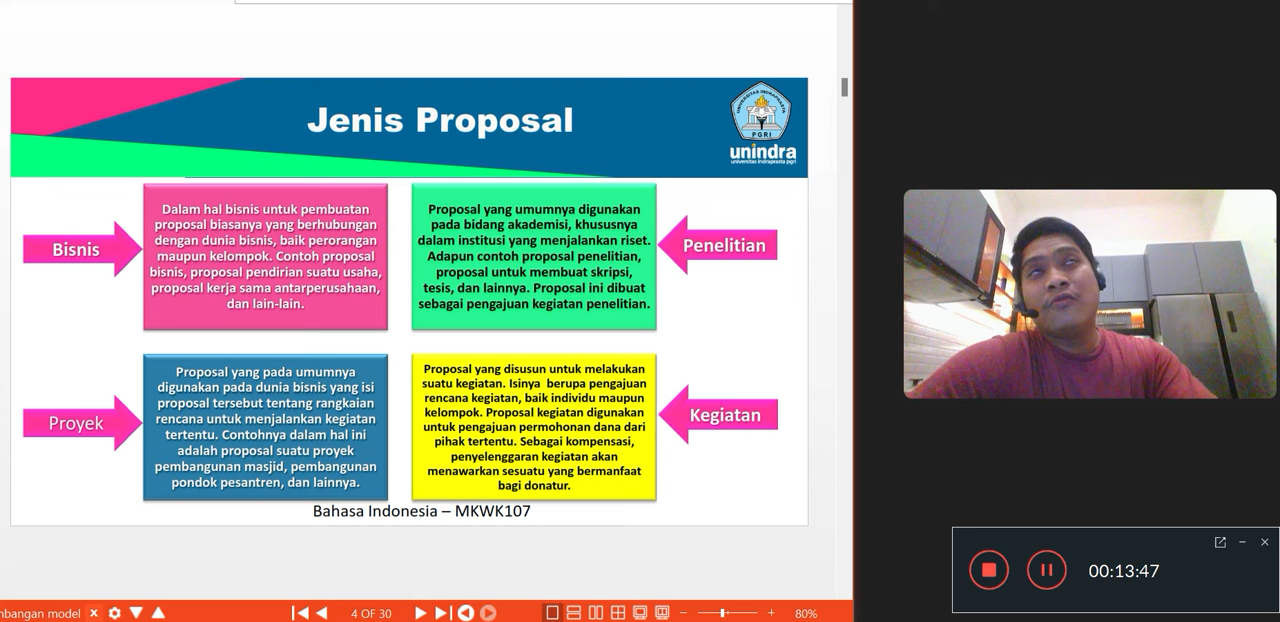 Jenis Proposal
UNIVERSITAS INDRAPRASTA
PGRI
unindra
universitas indraprasta pgri
Bisnis
Dalam hal bisnis untuk pembuatan
proposal biasanya yang berhubungan
dengan dunia bisnis, baik perorangan
maupun kelompok. Contoh proposal
bisnis, proposal pendirian suatu usaha,
proposal kerja sama antarperusahaan,
dan lain-lain.
Proposal yang umumnya digunakan
pada bidang akademisi, khususnya
dalam institusi yang menjalankan riset.
Adapun contoh proposal penelitian,
proposal untuk membuat skripsi,
tesis, dan lainnya. Proposal ini dibuat
sebagai pengajuan kegiatan penelitian.
Penelitian
Proyek
Proposal yang pada umumnya
digunakan pada dunia bisnis yang isi
proposal tersebut tentang rangkaian
rencana untuk menjalankan kegiatan
tertentu. Contohnya dalam hal ini
adalah proposal suatu proyek
pembangunan masjid, pembangunan
pondok pesantren, dan lainnya.
Proposal yang disusun untuk melakukan
suatu kegiatan. Isinya berupa pengajuan
rencana kegiatan, baik individu maupun
kelompok. Proposal kegiatan digunakan
untuk pengajuan permohonan dana dari
pihak tertentu. Sebagai kompensasi,
penyelenggaran kegiatan akan
menawarkan sesuatu yang bermanfaat
bagi donatur.
Kegiatan
Bahasa Indonesia – MKWK107
00:13:47
mbangan model
4 OF 30
80%